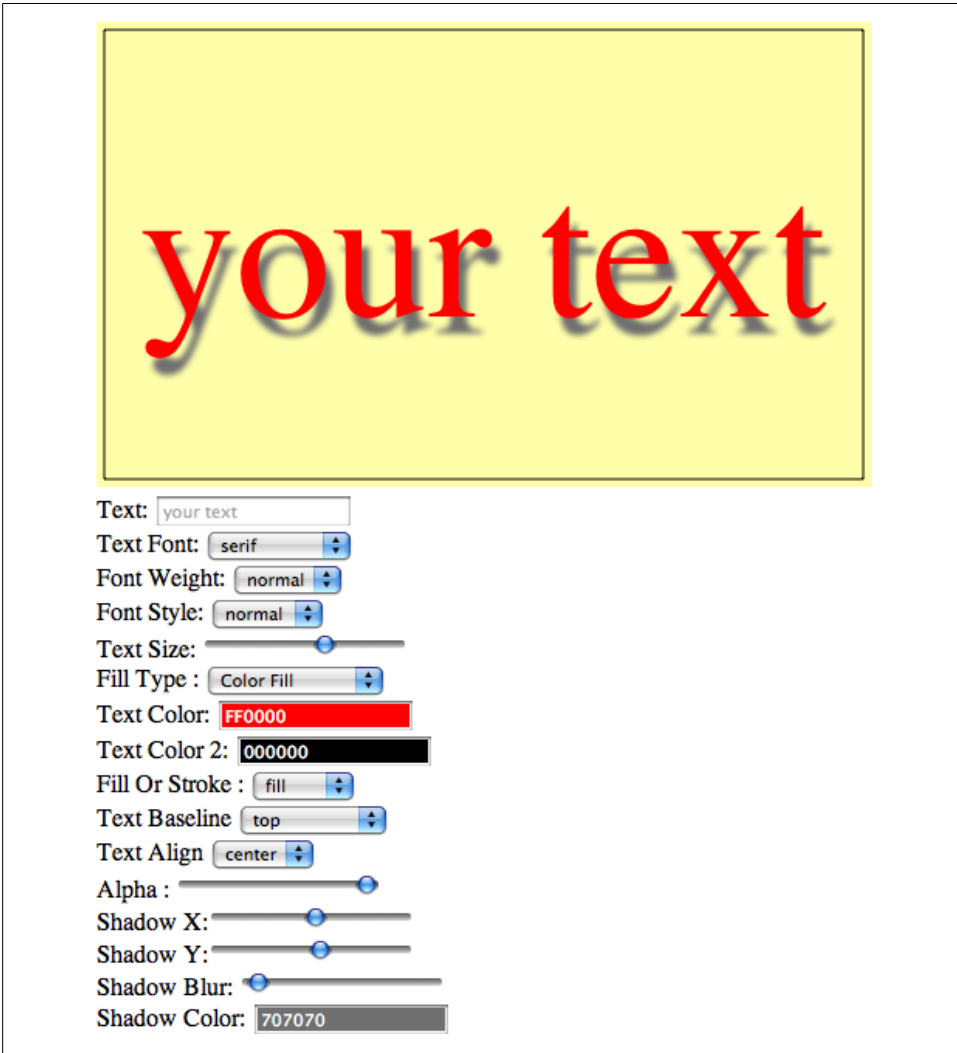 your text
Text: your text
Text Font: serif
Font Weight: normal
Font Style: normal
Text Size:
Fill Type : Color Fill
Text Color: FF0000
Text Color 2: 000000
Fill Or Stroke : fill
Text Baseline top
Text Align center
Alpha :
Shadow X:
Shadow Y:
Shadow Blur:
Shadow Color: 707070